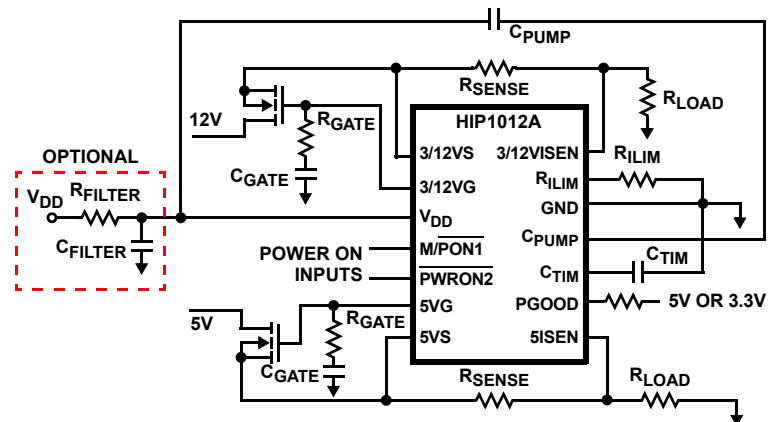 CPUMP
RSENSE
RLOAD
12V
RGATE
HIP1012A
OPTIONAL
3/12VS
3/12VISEN
RILIM
CGATE
VDD
RFILTER
3/12VG
RILIM
VDD
GND
CFILTER
M/PON1
CPUMP
CTIM
POWER ON
INPUTS
PWRON2
CTIM
5VG
PGOOD
5V OR 3.3V
5V
RGATE
5VS
5ISEN
CGATE
RSENSE
RLOAD